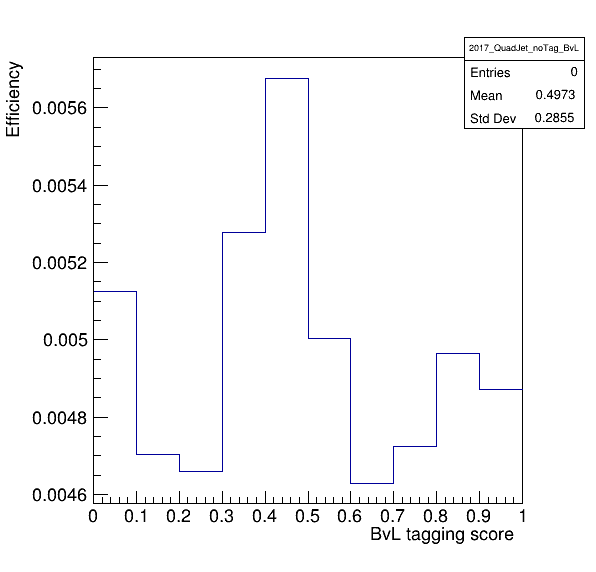 2017_QuadJet_noTag_BvL
Entries 0
Mean 0.4973
Std Dev 0.2855
Efficiency
0.0056
0.0054
0.0052
0.005
0.0048
0.0046
0 0.1 0.2 0.3 0.4 0.5 0.6 0.7 0.8 0.9 1
BvL tagging score